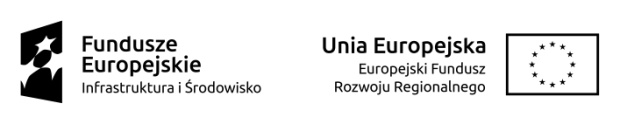 Fundusze
Europejskie
Infrastruktura i Środowisko
Unia Europejska
Europejski Fundusz
Rozwoju Regionalnego